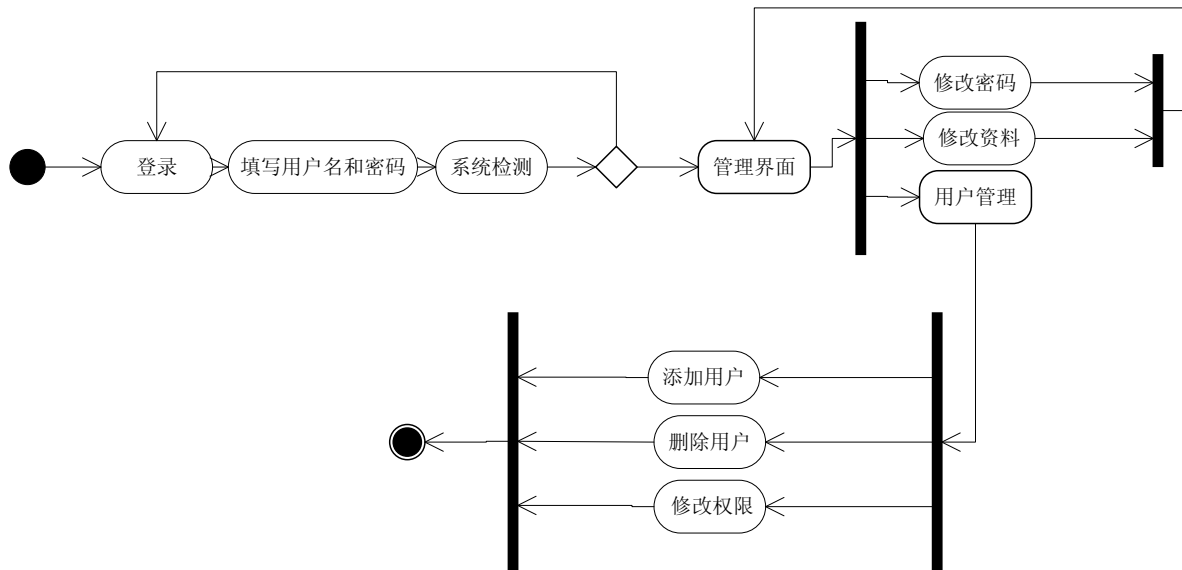 登录
填写用户名和密码
系统检测
管理界面
修改密码
修改资料
用户管理
添加用户
删除用户
修改权限